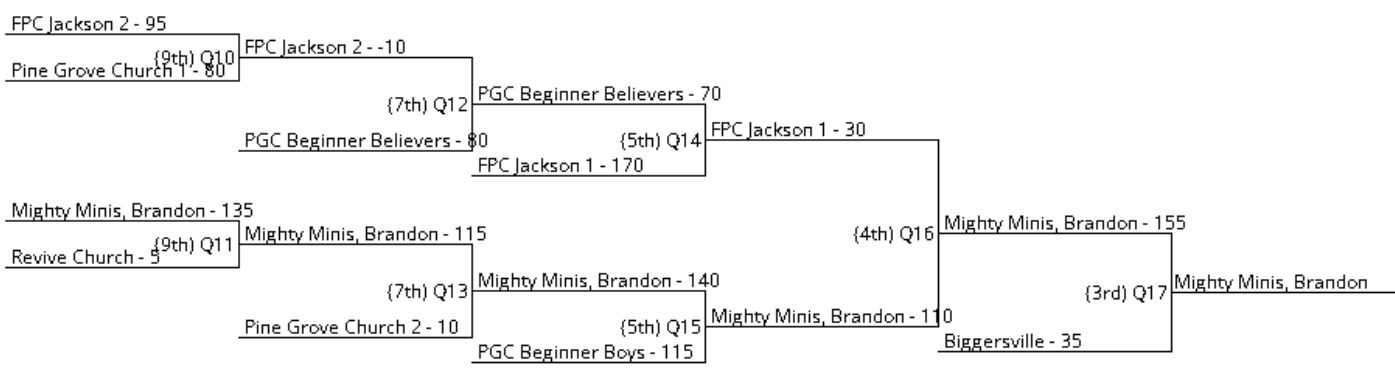 FPC Jackson 2 - 95
{9th) Q10
Pine Grove Church 1 - 80
FPC Jackson 2 - -10
{7th) Q12
PGC Beginner Believers - 80
PGC Beginner Believers - 70
{5th) Q14
FPC Jackson 1 - 170
FPC Jackson 1 - 30
Mighty Minis, Brandon - 135
{9th) Q11
Revive Church - 5
Mighty Minis, Brandon - 115
{7th) Q13
Pine Grove Church 2 - 10
Mighty Minis, Brandon - 140
{5th) Q15
PGC Beginner Boys - 115
Mighty Minis, Brandon - 110
{4th) Q16
Mighty Minis, Brandon - 155
{3rd) Q17
Biggersville - 35
Mighty Minis, Brandon